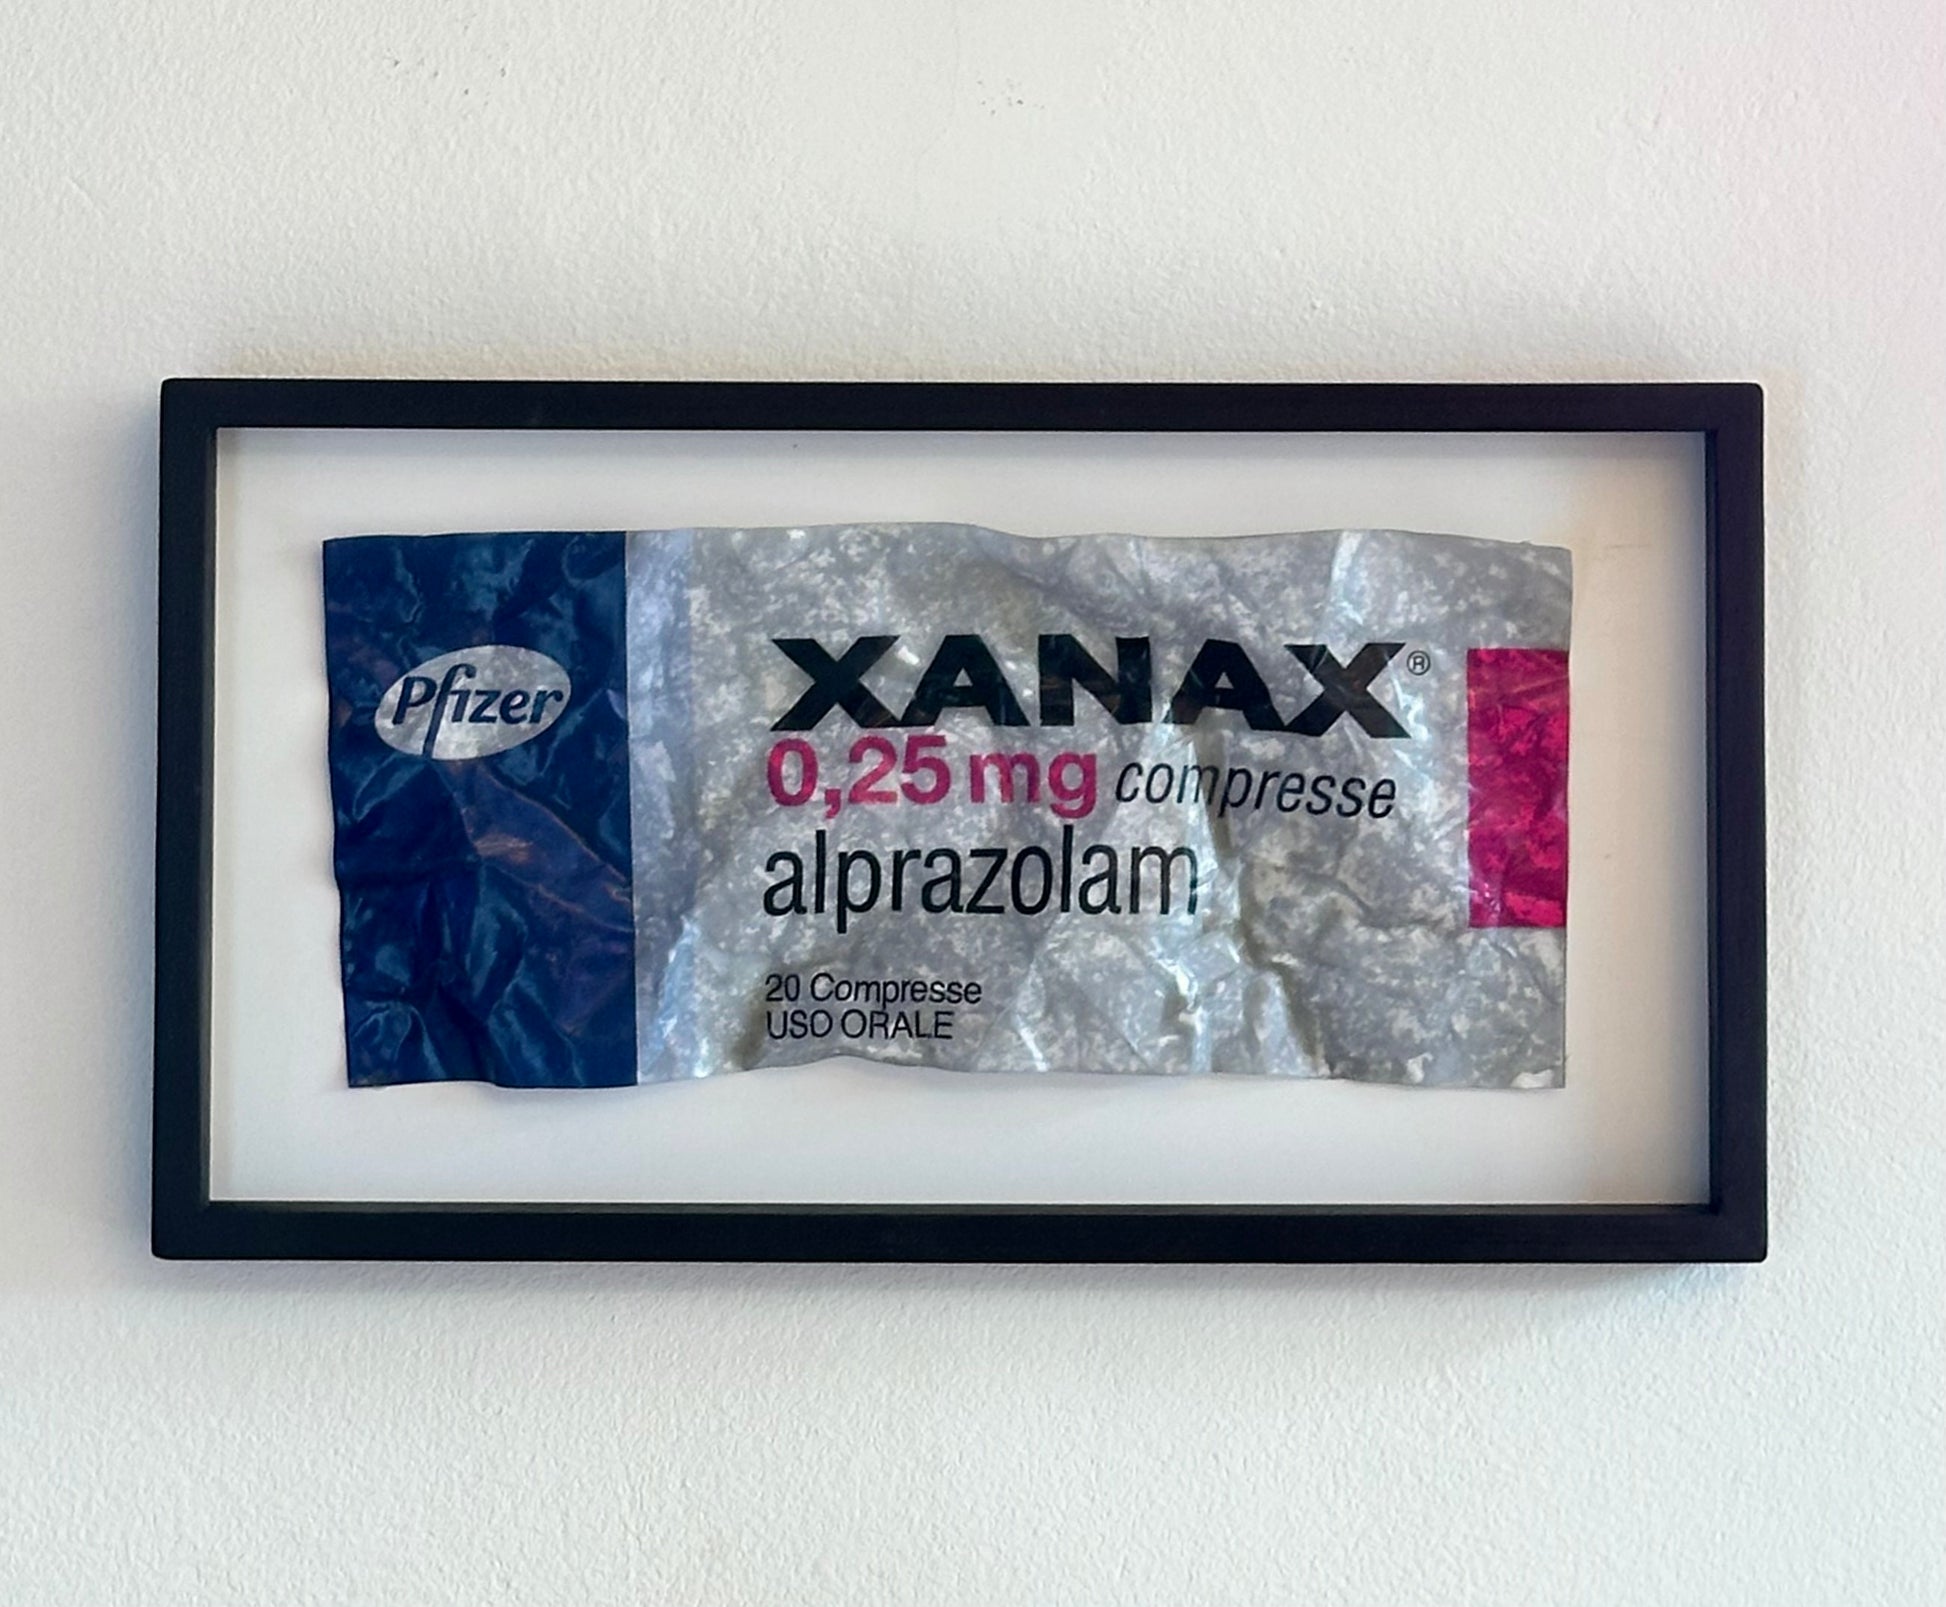 Pfizer
XANAX®
0,25 mg compresse
alprazolam
20 Compresse
USO ORALE